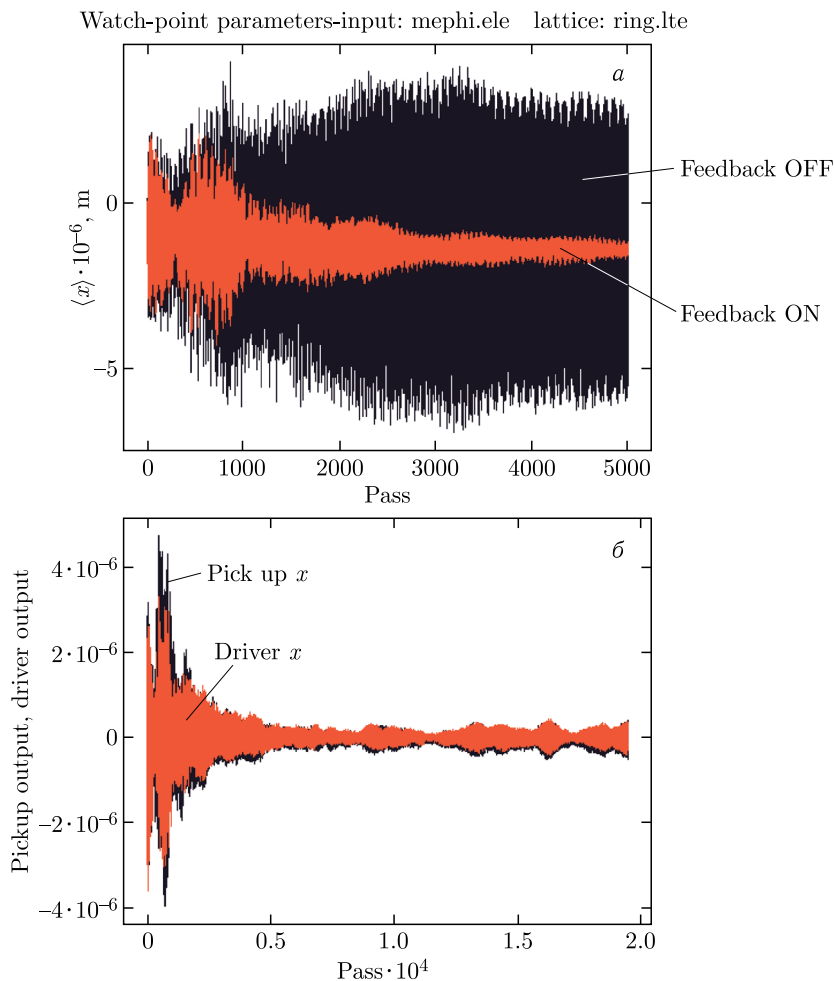 Watch-point parameters-input: mephi.ele lattice: ring.lte
а
0
−5
⟨x⟩·10⁻⁶, m
Feedback OFF
Feedback ON
0 1000 2000 3000 4000 5000
Pass
б
4·10⁻⁶
2·10⁻⁶
0
−2·10⁻⁶
−4·10⁻⁶
Pickup output, driver output
Pick up x
Driver x
0 0.5 1.0 1.5 2.0
Pass·10⁴